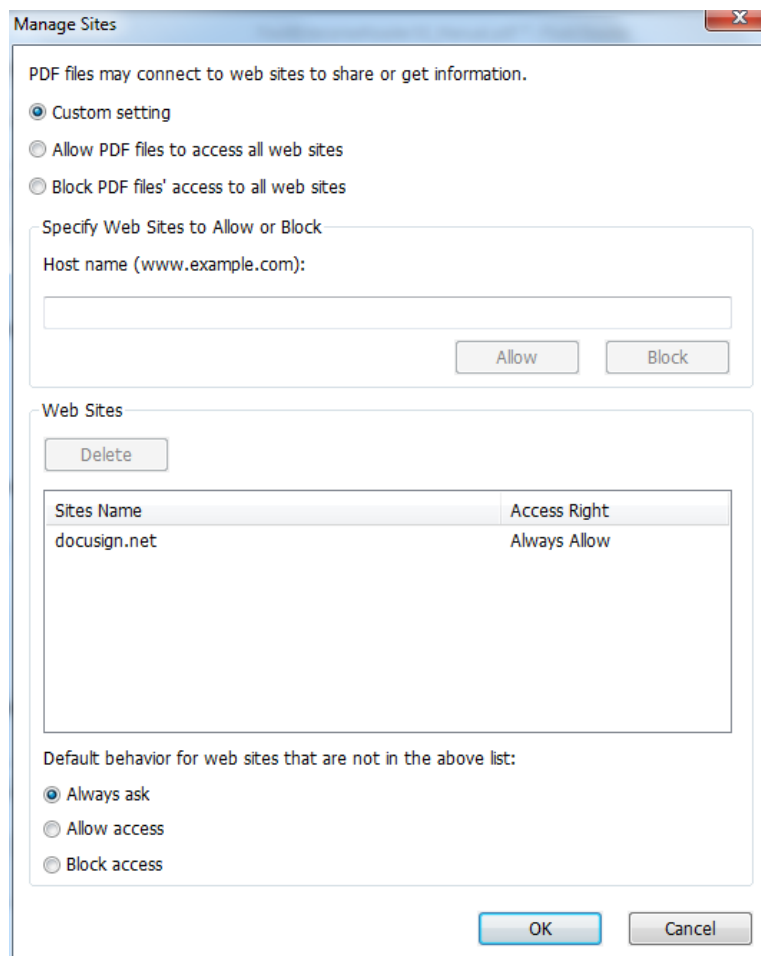 Manage Sites
PDF files may connect to web sites to share or get information.
Custom setting
Allow PDF files to access all web sites
Block PDF files' access to all web sites
Specify Web Sites to Allow or Block
Host name (www.example.com):
Allow Block
Web Sites
Delete
Sites Name Access Right
docusign.net Always Allow
Default behavior for web sites that are not in the above list:
Always ask
Allow access
Block access
OK Cancel